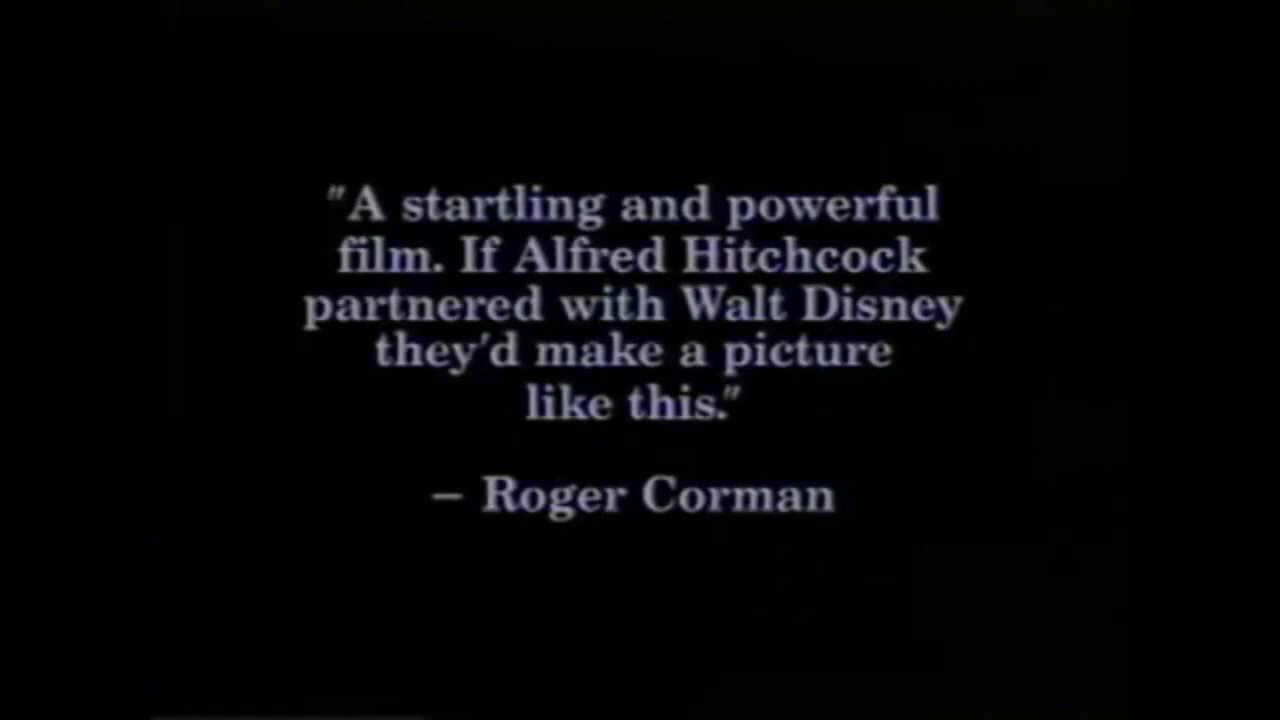 "A startling and powerful
film. If Alfred Hitchcock
partnered with Walt Disney
they'd make a picture
like this."
– Roger Corman